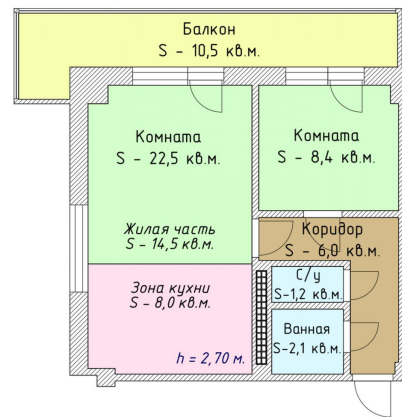 Балкон
S - 10,5 кв.м.
Комната
S - 22,5 кв.м.
Комната
S - 8,4 кв.м.
Жилая часть
S - 14,5 кв.м.
Коридор
S - 6,0 кв.м.
Зона кухни
S - 8,0 кв.м.
С/у
S-1,2 кв.м.
Ванная
S-2,1 кв.м.
h = 2,70 м.